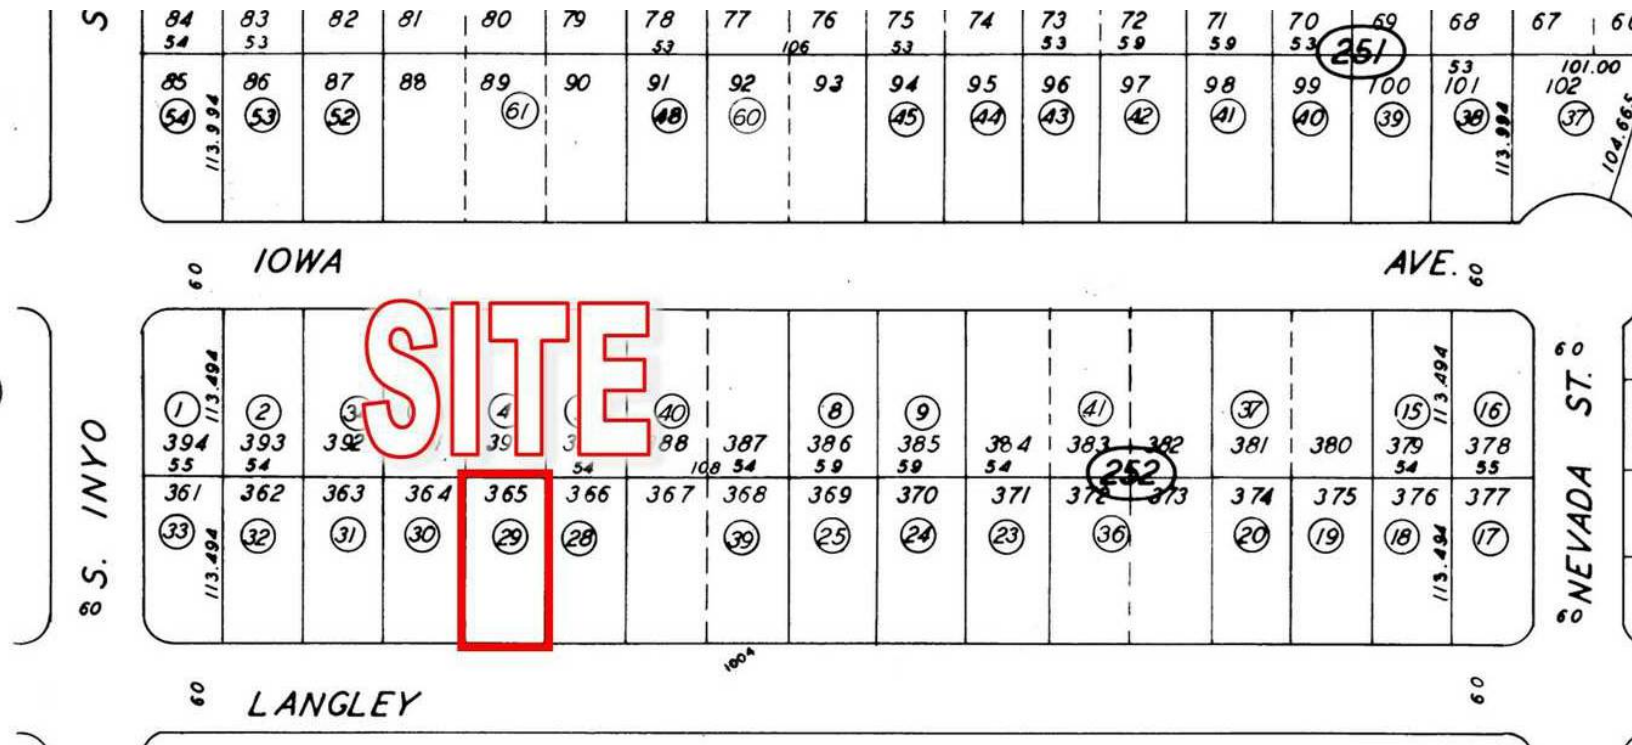 84 83 82 81 80 79 78 77 76 75 74 73 72 71 70 69 68 67
54 53 53 106 53 53 59 59 53 251 53 101.00
85 86 87 88 89 90 91 92 93 94 95 96 97 98 99 100 101 102
54 53 52 61 48 60 45 44 43 42 41 40 39 38 37
113.994 113.994 104.665
60 IOWA AVE. 60
SITE
113.494 113.494 60
1 2 3 4 40 8 9 41 37 15 16
394 393 392 387 386 385 384 383 382 381 380 379 378
55 54 54 108 54 59 59 54 252 54 55
361 362 363 364 365 366 367 368 369 370 371 372 373 374 375 376 377
33 32 31 30 29 28 39 25 24 23 36 20 19 18 17
113.494 113.494
S. INYO
NEVADA ST.
60 60
1004
60 LANGLEY 60